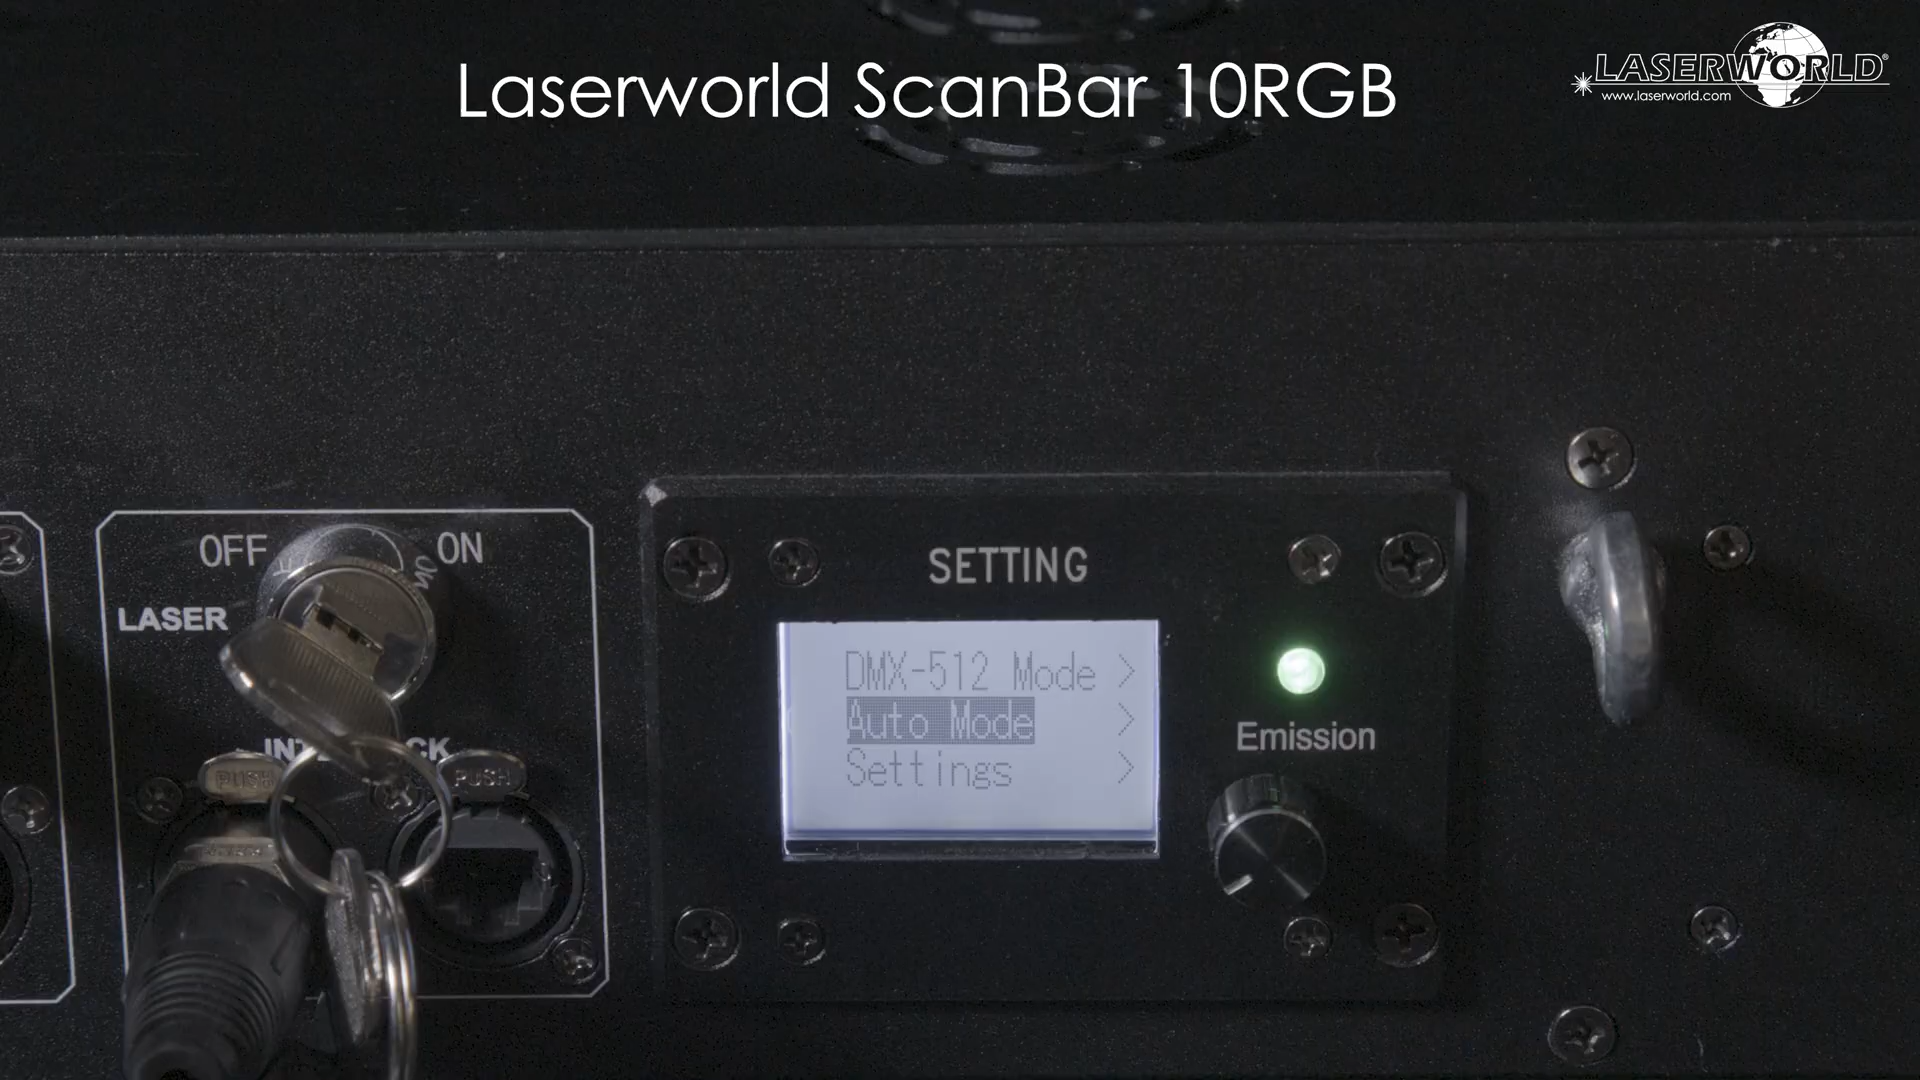 Laserworld ScanBar 10RGB
LASERWORLD®
www.laserworld.com
OFF
ON
LASER
PUSH
PUSH
SETTING
DMX-512 Mode >
Auto Mode >
Settings >
Emission